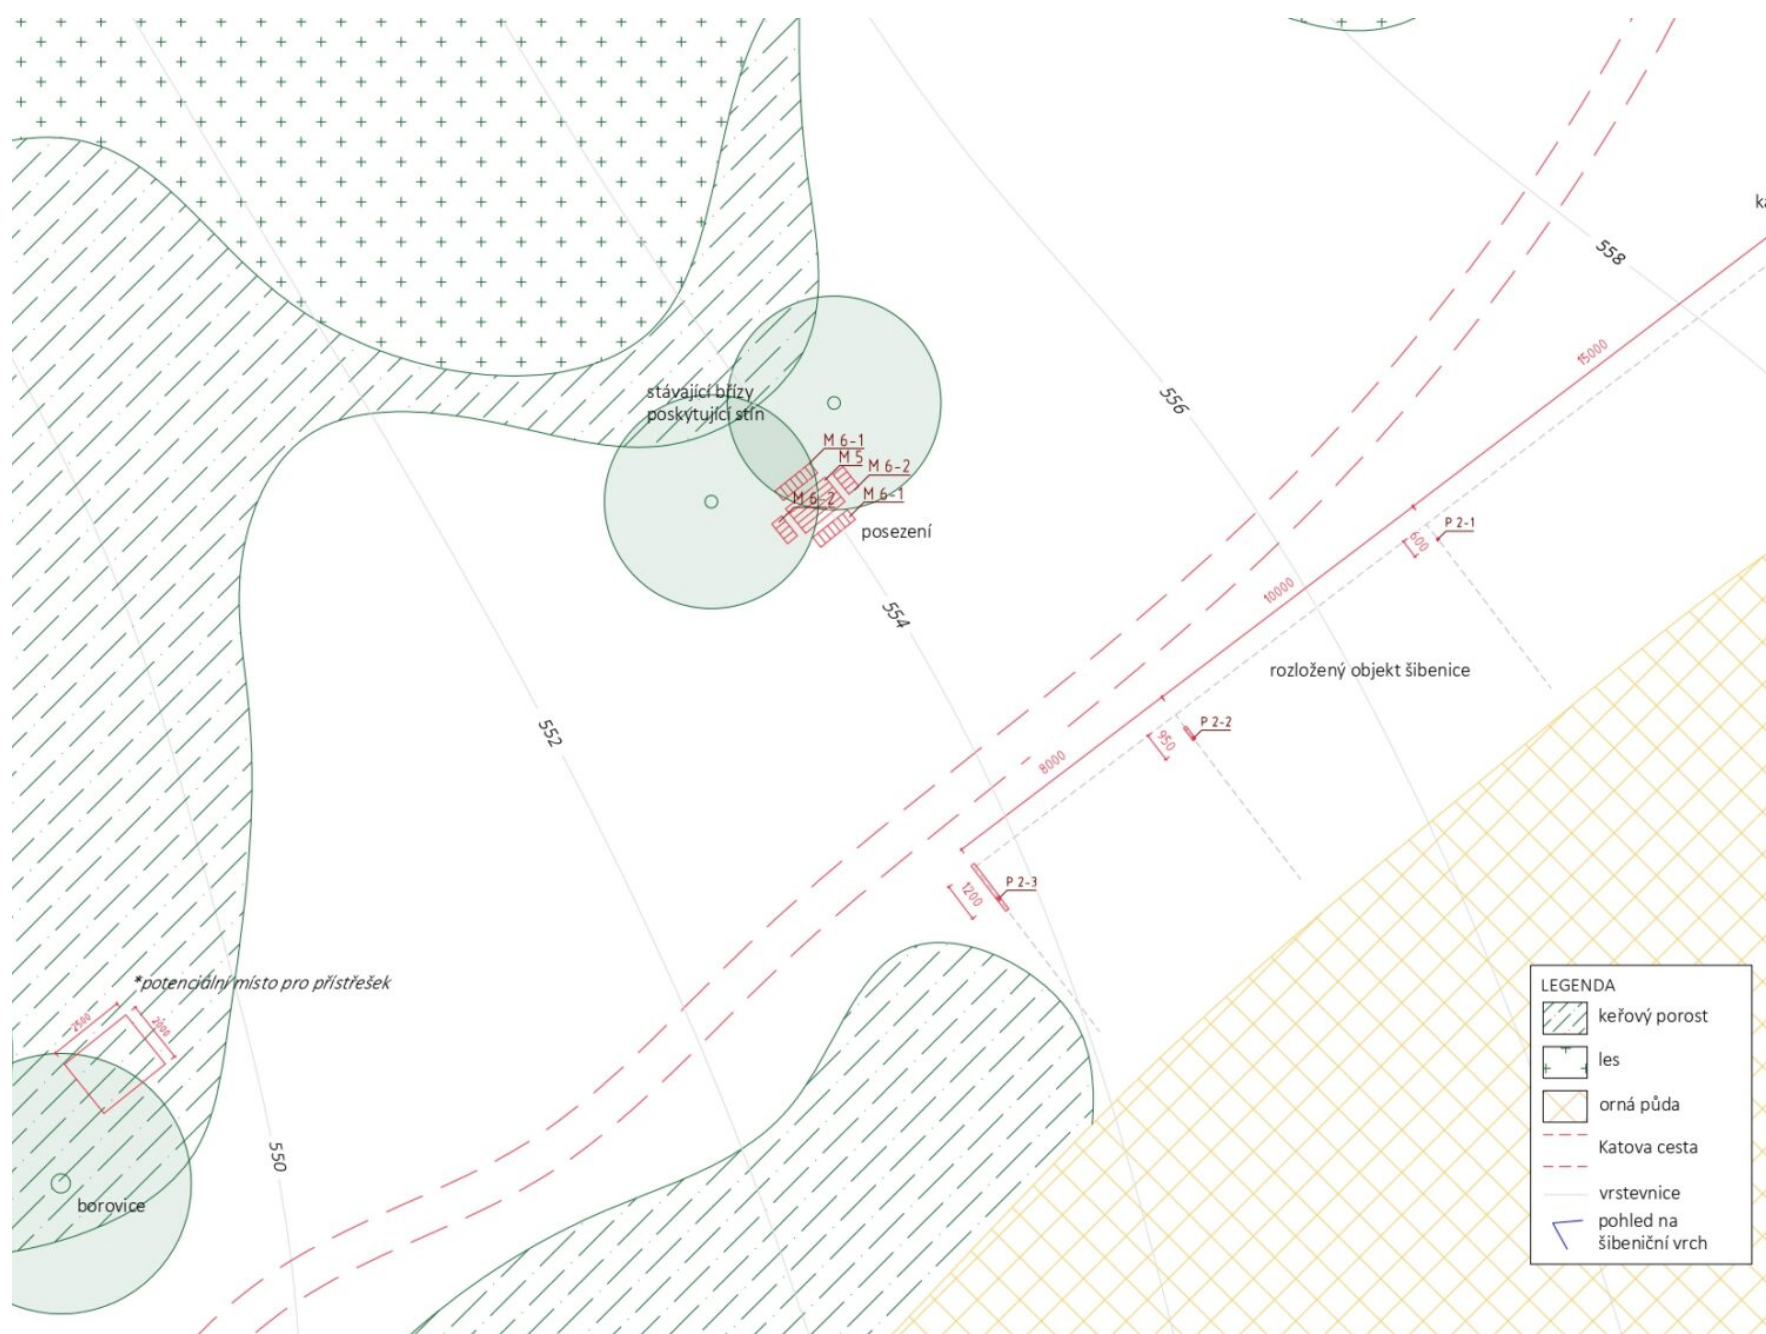 ka
558
15000
stávající břízy
poskytující stín
556
M 6-1
M 5
M 6-2
M 6-2
M 6-1
posezení
P 2-1
600
10000
554
rozložený objekt šibenice
552
P 2-2
950
8000
P 2-3
1200
*potenciální místo pro přístřešek
2500
2000
550
borovice
LEGENDA
keřový porost
les
orná půda
Katova cesta
vrstevnice
pohled na
šibeniční vrch